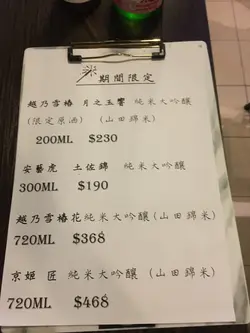 期間限定
越乃雪椿 月之玉響 純米大吟釀
(限定原酒) (山田錦米)
200ML $230
安藝虎 土佐錦 純米大吟釀
300ML $190
越乃雪椿花純米大吟釀(山田錦米)
720ML $368
京姬 匠 純米大吟釀 (山田錦米)
720ML $468